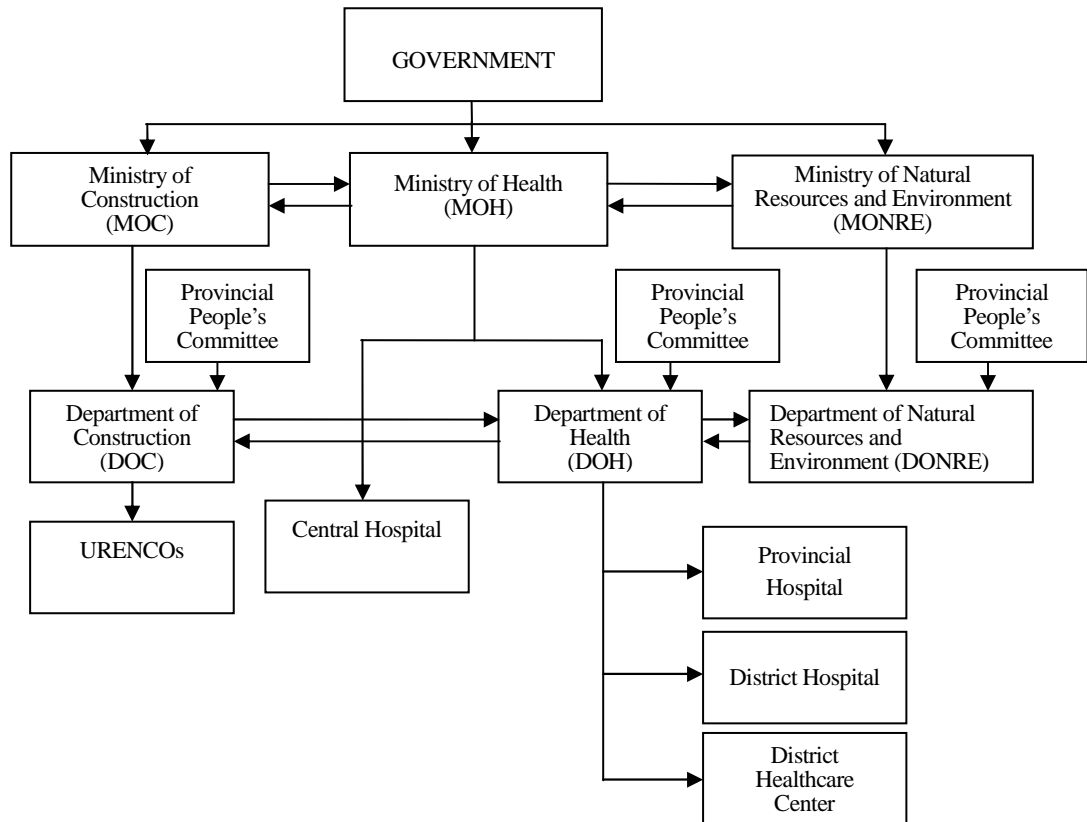 GOVERNMENT
Ministry of
Construction
(MOC)
Ministry of Health
(MOH)
Ministry of Natural
Resources and Environment
(MONRE)
Provincial
People’s
Committee
Provincial
People’s
Committee
Provincial
People’s
Committee
Department of
Construction
(DOC)
Department of
Health
(DOH)
Department of Natural
Resources and
Environment (DONRE)
URENCOs
Central Hospital
Provincial
Hospital
District Hospital
District
Healthcare
Center